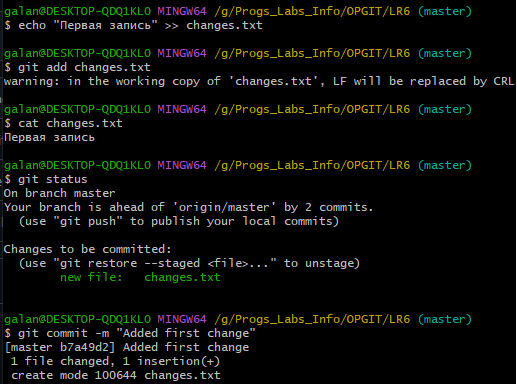 galan@DESKTOP-QDQ1KLO MINGW64 /g/Progs_Labs_Info/OPGIT/LR6 (master)
$ echo "Первая запись" >> changes.txt
galan@DESKTOP-QDQ1KLO MINGW64 /g/Progs_Labs_Info/OPGIT/LR6 (master)
$ git add changes.txt
warning: in the working copy of 'changes.txt', LF will be replaced by CRL
galan@DESKTOP-QDQ1KLO MINGW64 /g/Progs_Labs_Info/OPGIT/LR6 (master)
$ cat changes.txt
Первая запись
galan@DESKTOP-QDQ1KLO MINGW64 /g/Progs_Labs_Info/OPGIT/LR6 (master)
$ git status
On branch master
Your branch is ahead of 'origin/master' by 2 commits.
  (use "git push" to publish your local commits)
Changes to be committed:
  (use "git restore --staged <file>..." to unstage)
        new file:   changes.txt
galan@DESKTOP-QDQ1KLO MINGW64 /g/Progs_Labs_Info/OPGIT/LR6 (master)
$ git commit -m "Added first change"
[master b7a49d2] Added first change
 1 file changed, 1 insertion(+)
 create mode 100644 changes.txt